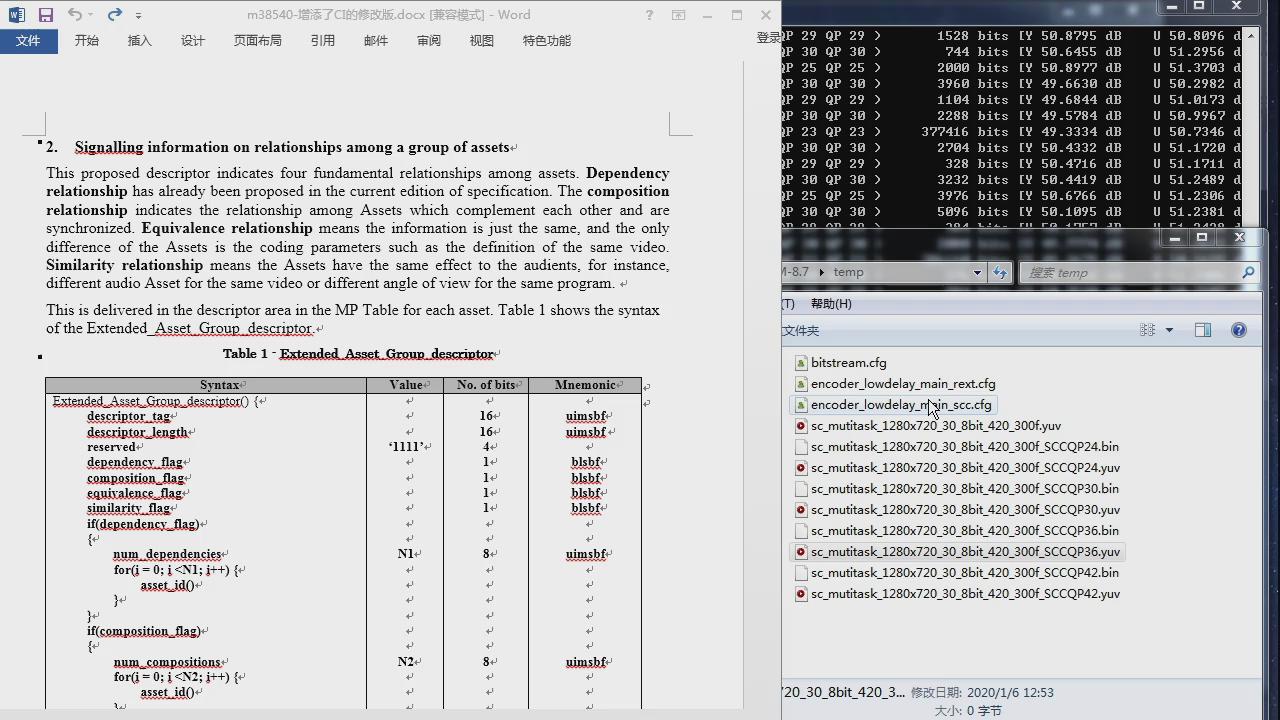 m38540-增添了CI的修改版.docx [兼容模式] - Word
文件 开始 插入 设计 页面布局 引用 邮件 审阅 视图 特色功能 登录
2. Signalling information on relationships among a group of assets
This proposed descriptor indicates four fundamental relationships among assets. Dependency
relationship has already been proposed in the current edition of specification. The composition
relationship indicates the relationship among Assets which complement each other and are
synchronized. Equivalence relationship means the information is just the same, and the only
difference of the Assets is the coding parameters such as the definition of the same video.
Similarity relationship means the Assets have the same effect to the audients, for instance,
different audio Asset for the same video or different angle of view for the same program.
This is delivered in the descriptor area in the MP Table for each asset. Table 1 shows the syntax
of the Extended_Asset_Group_descriptor.
Table 1 - Extended_Asset_Group_descriptor
Syntax Value No. of bits Mnemonic
Extended_Asset_Group_descriptor() {
descriptor_tag 16 uimsbf
descriptor_length 16 uimsbf
reserved ‘1111’ 4
dependency_flag 1 blsbf
composition_flag 1 blsbf
equivalence_flag 1 blsbf
similarity_flag 1 blsbf
if(dependency_flag)
{
num_dependencies N1 8 uimsbf
for(i = 0; i <N1; i++) {
asset_id()
}
}
if(composition_flag)
{
num_compositions N2 8 uimsbf
for(i = 0; i <N2; i++) {
asset_id()
QP 29 QP 29 > 1528 bits [Y 50.8795 dB U 50.8096 d
QP 30 QP 30 > 744 bits [Y 50.6455 dB U 51.2956 d
QP 25 QP 25 > 2000 bits [Y 50.8977 dB U 51.3703 d
QP 30 QP 30 > 3960 bits [Y 49.6630 dB U 50.2982 d
QP 29 QP 29 > 1104 bits [Y 49.6844 dB U 51.0173 d
QP 30 QP 30 > 2288 bits [Y 49.5784 dB U 50.9967 d
QP 23 QP 23 > 377416 bits [Y 49.3334 dB U 50.7346 d
QP 30 QP 30 > 2704 bits [Y 50.4332 dB U 51.1720 d
QP 29 QP 29 > 328 bits [Y 50.4716 dB U 51.1711 d
QP 30 QP 30 > 3232 bits [Y 50.4419 dB U 51.2489 d
QP 25 QP 25 > 3976 bits [Y 50.6766 dB U 51.2306 d
QP 30 QP 30 > 5096 bits [Y 50.1095 dB U 51.2381 d
M-8.7 temp 搜索 temp
(T) 帮助(H)
文件夹
bitstream.cfg
encoder_lowdelay_main_rext.cfg
encoder_lowdelay_main_scc.cfg
sc_mutitask_1280x720_30_8bit_420_300f.yuv
sc_mutitask_1280x720_30_8bit_420_300f_SCCQP24.bin
sc_mutitask_1280x720_30_8bit_420_300f_SCCQP24.yuv
sc_mutitask_1280x720_30_8bit_420_300f_SCCQP30.bin
sc_mutitask_1280x720_30_8bit_420_300f_SCCQP30.yuv
sc_mutitask_1280x720_30_8bit_420_300f_SCCQP36.bin
sc_mutitask_1280x720_30_8bit_420_300f_SCCQP36.yuv
sc_mutitask_1280x720_30_8bit_420_300f_SCCQP42.bin
sc_mutitask_1280x720_30_8bit_420_300f_SCCQP42.yuv
720_30_8bit_420_3... 修改日期: 2020/1/6 12:53
大小: 0 字节